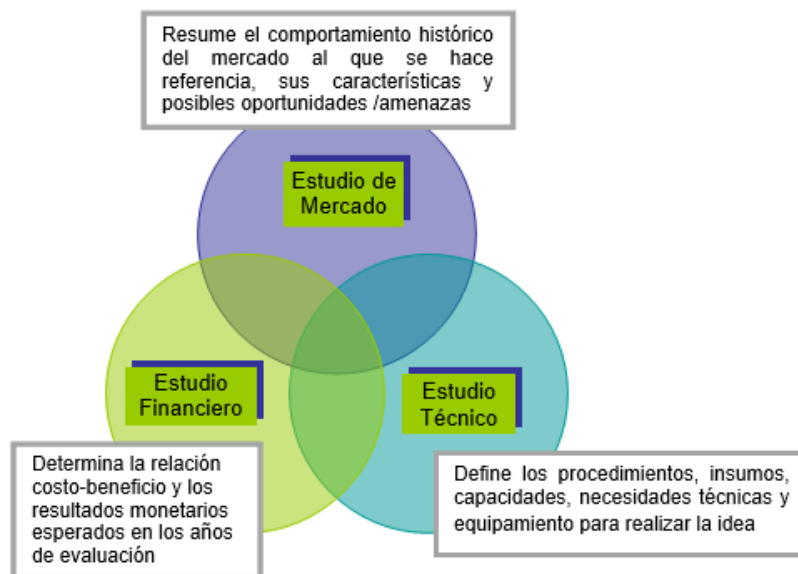 Resume el comportamiento histórico
del mercado al que se hace
referencia, sus características y
posibles oportunidades /amenazas
Estudio de
Mercado
Estudio
Financiero
Estudio
Técnico
Determina la relación
costo-beneficio y los
resultados monetarios
esperados en los años
de evaluación
Define los procedimientos, insumos,
capacidades, necesidades técnicas y
equipamiento para realizar la idea